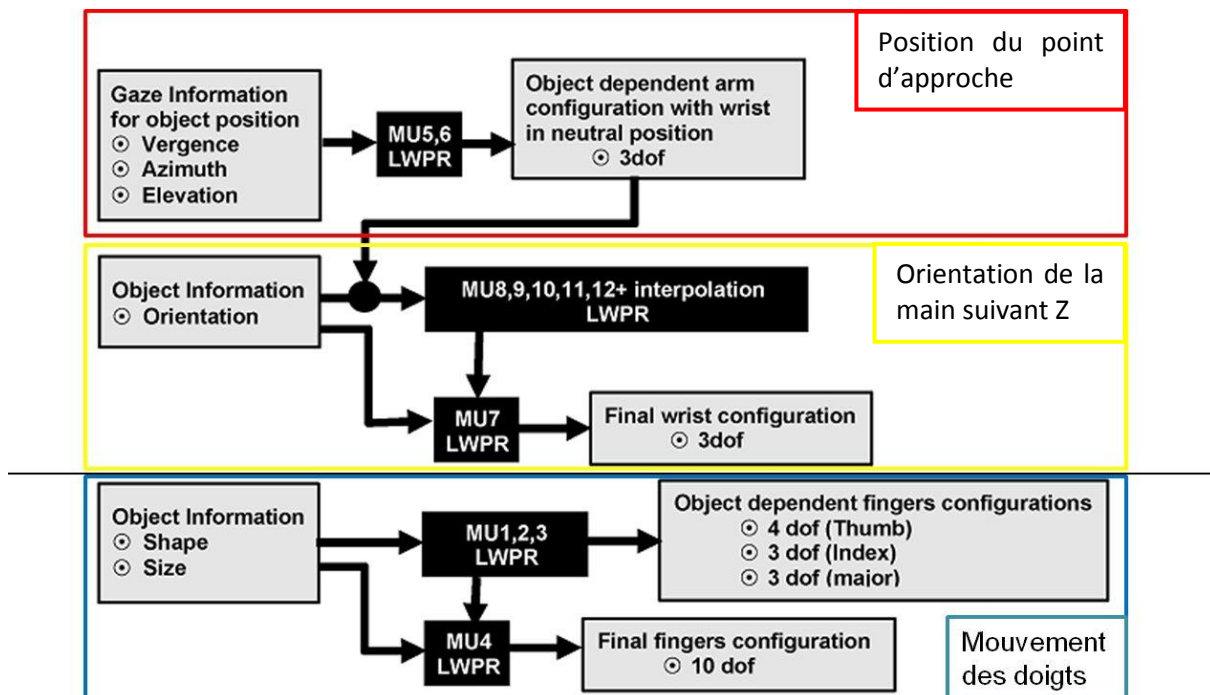 Position du point
d'approche
Gaze Information
for object position
⊙ Vergence
⊙ Azimuth
⊙ Elevation
MU5,6
LWPR
Object dependent arm
configuration with wrist
in neutral position
⊙ 3dof
Orientation de la
main suivant Z
Object Information
⊙ Orientation
MU8,9,10,11,12+ interpolation
LWPR
MU7
LWPR
Final wrist configuration
⊙ 3dof
Object Information
⊙ Shape
⊙ Size
MU1,2,3
LWPR
Object dependent fingers configurations
⊙ 4 dof (Thumb)
⊙ 3 dof (Index)
⊙ 3 dof (major)
MU4
LWPR
Final fingers configuration
⊙ 10 dof
Mouvement
des doigts